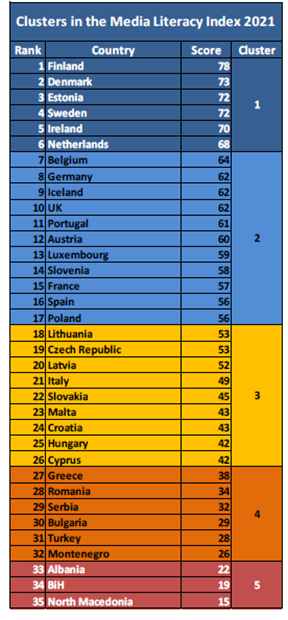 Clusters in the Media Literacy Index 2021
Rank Country Score Cluster
1 Finland 78
2 Denmark 73
3 Estonia 72
4 Sweden 72 1
5 Ireland 70
6 Netherlands 68
7 Belgium 64
8 Germany 62
9 Iceland 62
10 UK 62
11 Portugal 61
12 Austria 60 2
13 Luxembourg 59
14 Slovenia 58
15 France 57
16 Spain 56
17 Poland 56
18 Lithuania 53
19 Czech Republic 53
20 Latvia 52
21 Italy 49
22 Slovakia 45 3
23 Malta 43
24 Croatia 43
25 Hungary 42
26 Cyprus 42
27 Greece 38
28 Romania 34
29 Serbia 32
30 Bulgaria 29 4
31 Turkey 28
32 Montenegro 26
33 Albania 22
34 BiH 19 5
35 North Macedonia 15